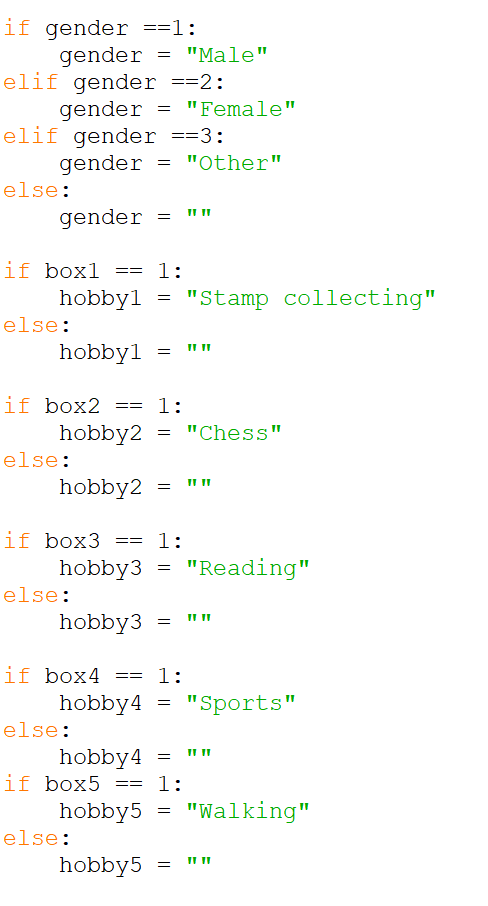 if gender ==1:
    gender = "Male"
elif gender ==2:
    gender = "Female"
elif gender ==3:
    gender = "Other"
else:
    gender = ""

if box1 == 1:
    hobby1 = "Stamp collecting"
else:
    hobby1 = ""

if box2 == 1:
    hobby2 = "Chess"
else:
    hobby2 = ""

if box3 == 1:
    hobby3 = "Reading"
else:
    hobby3 = ""

if box4 == 1:
    hobby4 = "Sports"
else:
    hobby4 = ""
if box5 == 1:
    hobby5 = "Walking"
else:
    hobby5 = ""